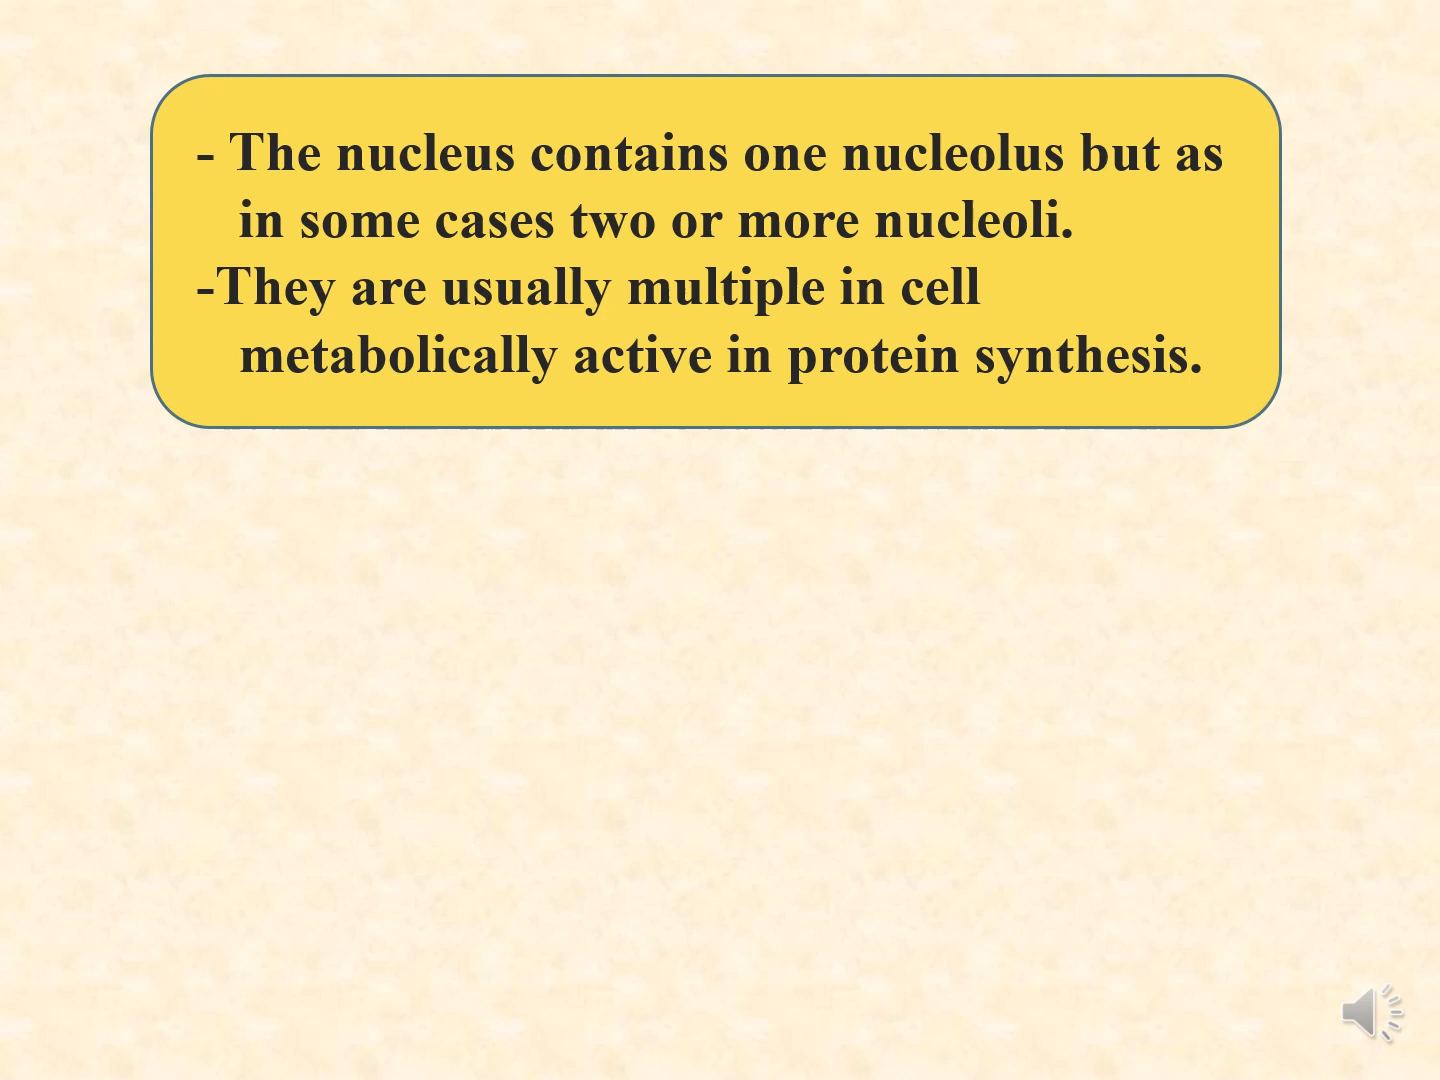 - The nucleus contains one nucleolus but as
in some cases two or more nucleoli.
-They are usually multiple in cell
metabolically active in protein synthesis.